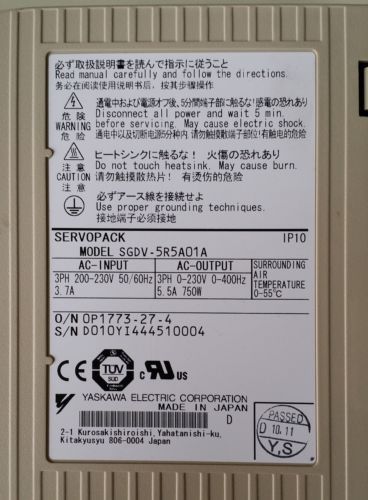 必ず取扱説明書を読んで指示に従うこと
Read manual carefully and follow the directions.
务必在阅读使用说明书后，按其步骤操作
危険 通電中および電源オフ後、5分間端子部に触るな! 感電の恐れあり
WARNING Disconnect all power and wait 5 min.
before servicing. May cause electric shock.
危险 通电中以及切断电源5分钟内，请勿触摸散端子部位! 有触电的危险
注意 ヒートシンクに触るな! 火傷の恐れあり
CAUTION Do not touch heatsink. May cause burn.
注意 请勿触摸散热片! 有烫伤的危险
必ずアース線を接続せよ
Use proper grounding techniques.
接地端子必须接地
SERVOPACK IP10
MODEL SGDV-5R5A01A
AC-INPUT AC-OUTPUT SURROUNDING
AIR
TEMPERATURE
0-55℃
3PH 200-230V 50/60Hz 3PH 0-230V 0-400Hz
3.7A 5.5A 750W
O/N OP1773-27-4
S/N D010YI444510004
CE TÜV SÜD c UL US
YASKAWA ELECTRIC CORPORATION
MADE IN JAPAN
D
2-1 Kurosakishiroishi, Yahatanishi-ku,
Kitakyusyu 806-0004 Japan
PASSED
D 10.11
Y,S